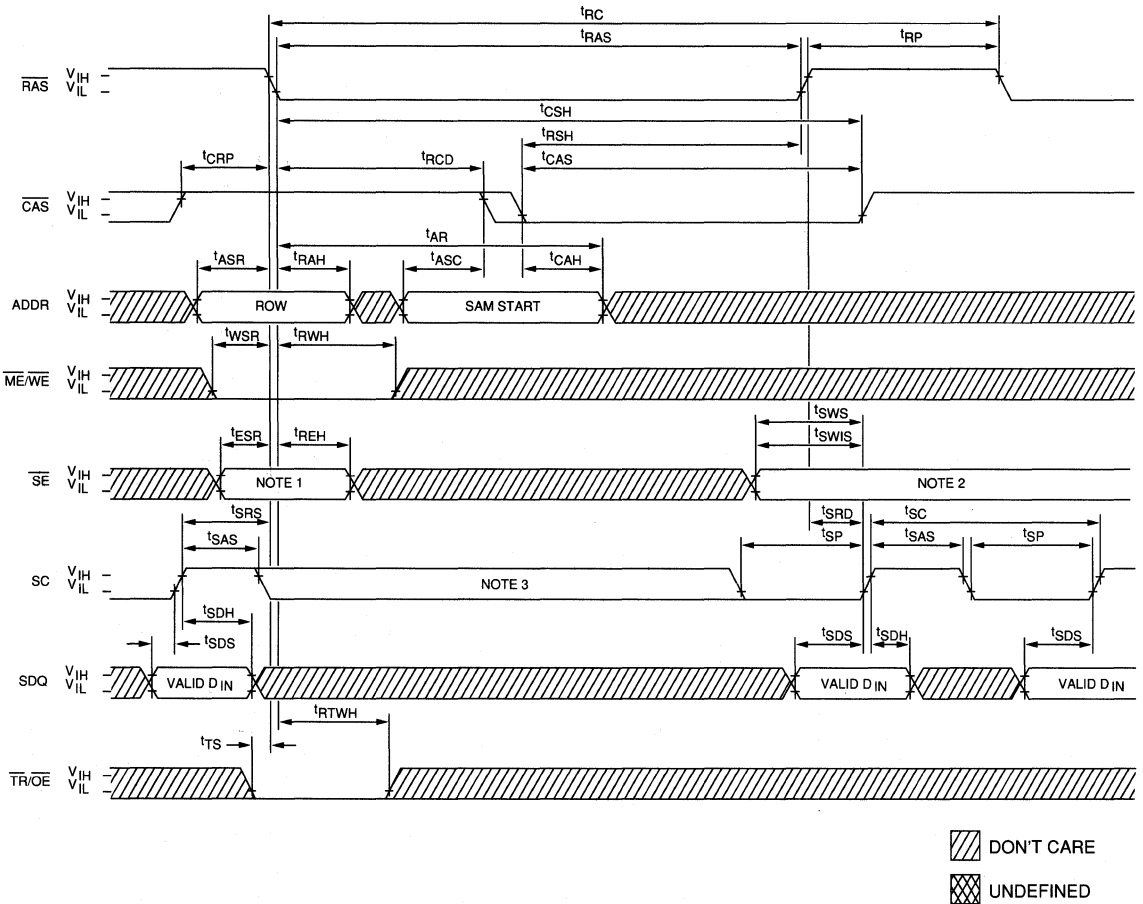 tRC
tRAS
tRP
RAS VIH VIL
tCSH
tRSH
tCRP
tRCD
tCAS
CAS VIH VIL
tAR
tASR
tRAH
tASC
tCAH
ADDR VIH VIL
ROW
SAM START
tWSR
tRWH
ME/WE VIH VIL
tSWS
tESR
tREH
tSWIS
SE VIH VIL
NOTE 1
NOTE 2
tSRS
tSRD
tSC
tSAS
tSP
tSAS
tSP
SC VIH VIL
NOTE 3
tSDH
tSDS
tSDS
tSDH
tSDS
SDQ VIH VIL
VALID DIN
VALID DIN
VALID DIN
tRTWH
tTS
TR/OE VIH VIL
DON'T CARE
UNDEFINED